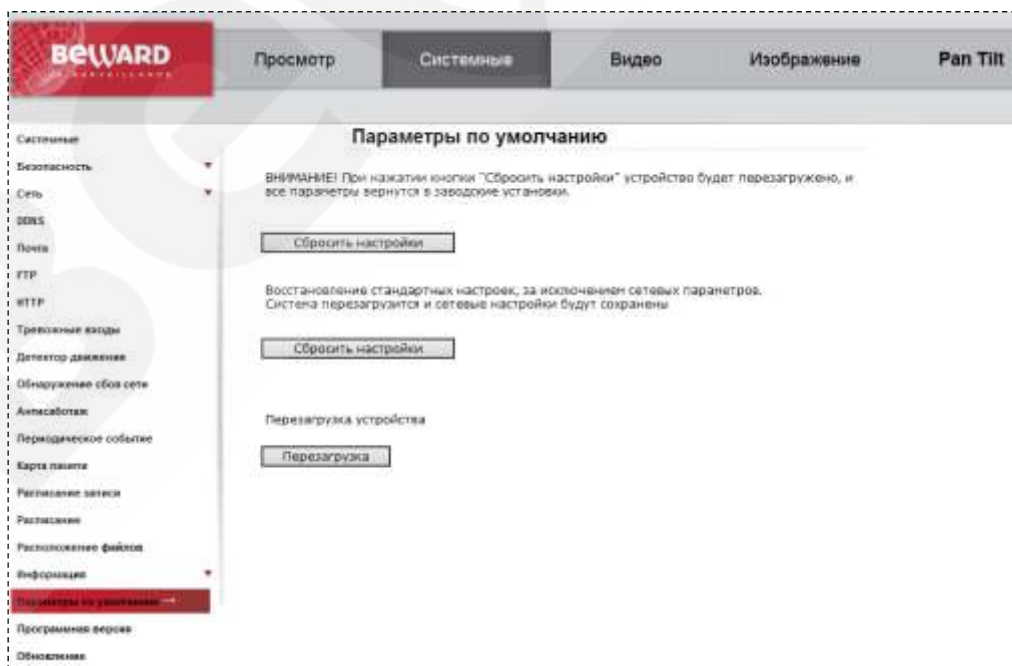 BEWARD
Просмотр
Системные
Видео
Изображение
Pan Tilt
Системные
Безопасность
Сеть
DDNS
Почта
FTP
HTTP
Тревожные входы
Детектор движения
Обнаружение сбоя сети
Антисаботаж
Периодическое событие
Карта памяти
Расписание записи
Расписание
Расположение файлов
Информация
Параметры по умолчанию
Программная версия
Обновление
Параметры по умолчанию
ВНИМАНИЕ! При нажатии кнопки "Сбросить настройки" устройство будет перезагружено, и
все параметры вернутся в заводские установки.
Сбросить настройки
Восстановление стандартных настроек, за исключением сетевых параметров.
Система перезагрузится и сетевые настройки будут сохранены
Сбросить настройки
Перезагрузка устройства
Перезагрузка